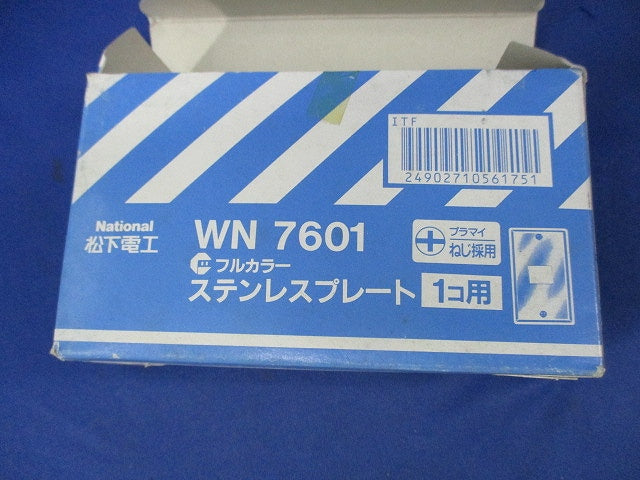 ITF
24902710561751
National
松下電工
WN 7601
フルカラー
ステンレスプレート 1コ用
プラマイ
ねじ採用